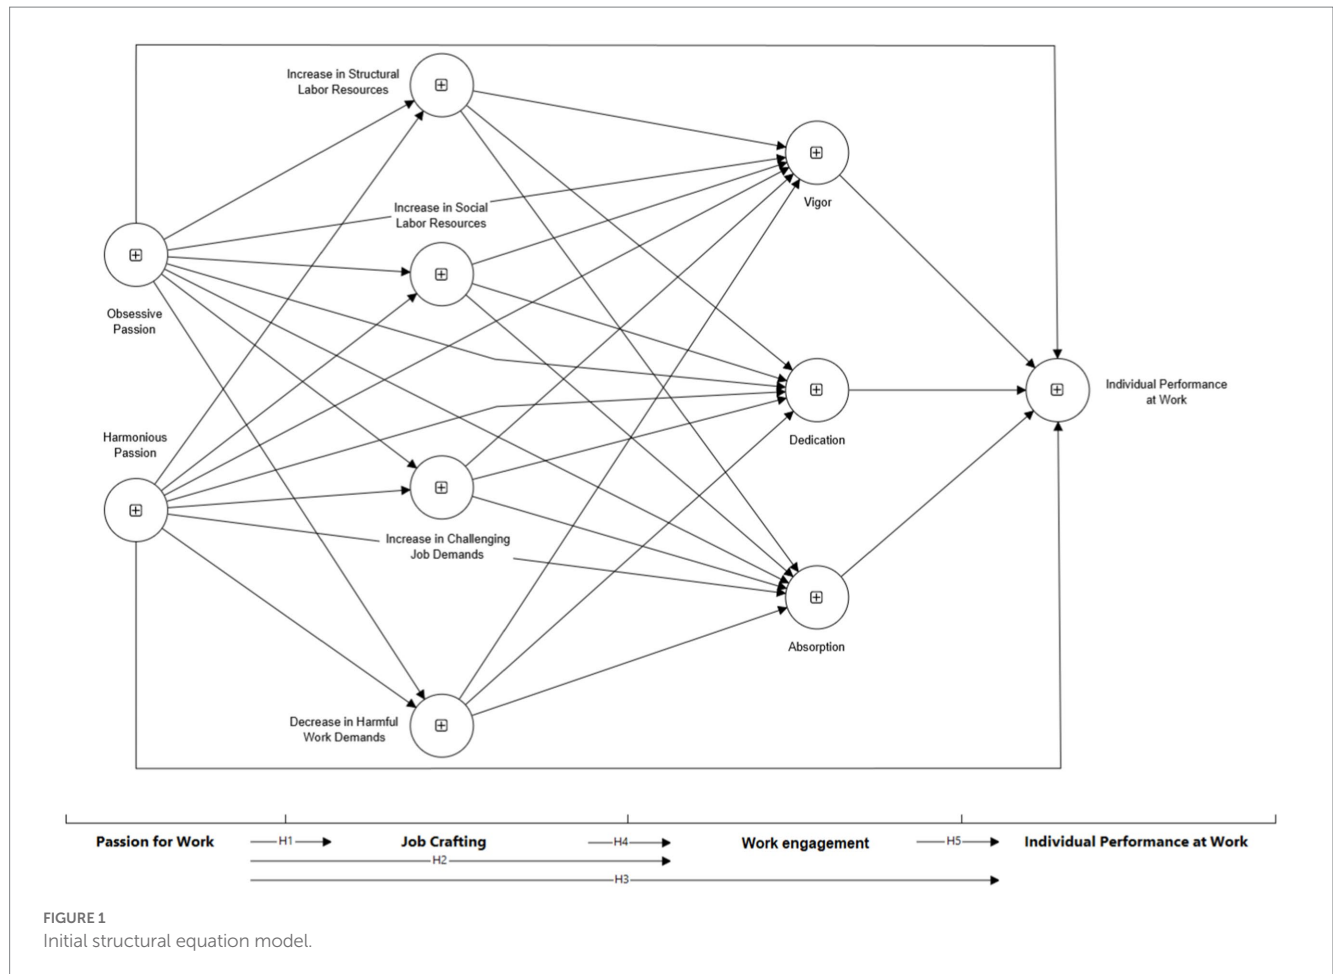 Increase in Structural
Labor Resources
Vigor
Increase in Social
Labor Resources
Obsessive
Passion
Individual Performance
at Work
Harmonious
Passion
Dedication
Increase in Challenging
Job Demands
Absorption
Decrease in Harmful
Work Demands
Passion for Work H1 Job Crafting H4 Work engagement H5 Individual Performance at Work
H2
H3
FIGURE 1
Initial structural equation model.